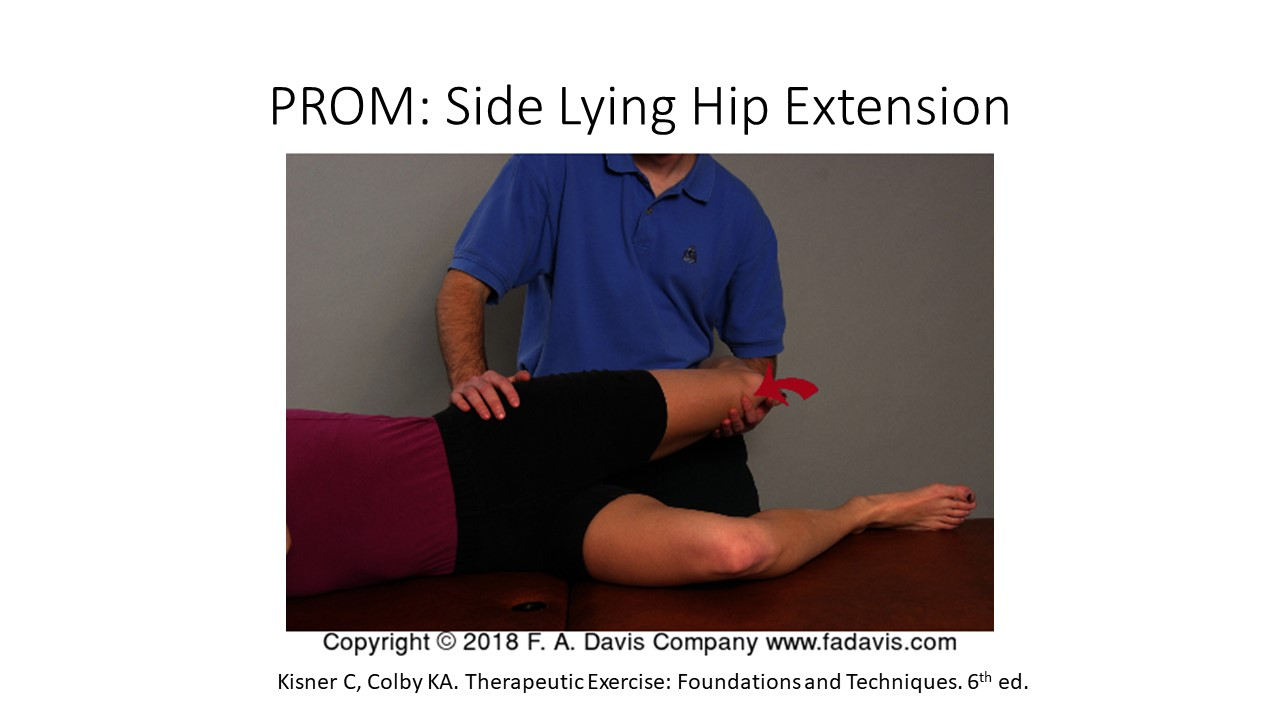 PROM: Side Lying Hip Extension
Copyright © 2018 F. A. Davis Company www.fadavis.com
Kisner C, Colby KA. Therapeutic Exercise: Foundations and Techniques. 6th ed.